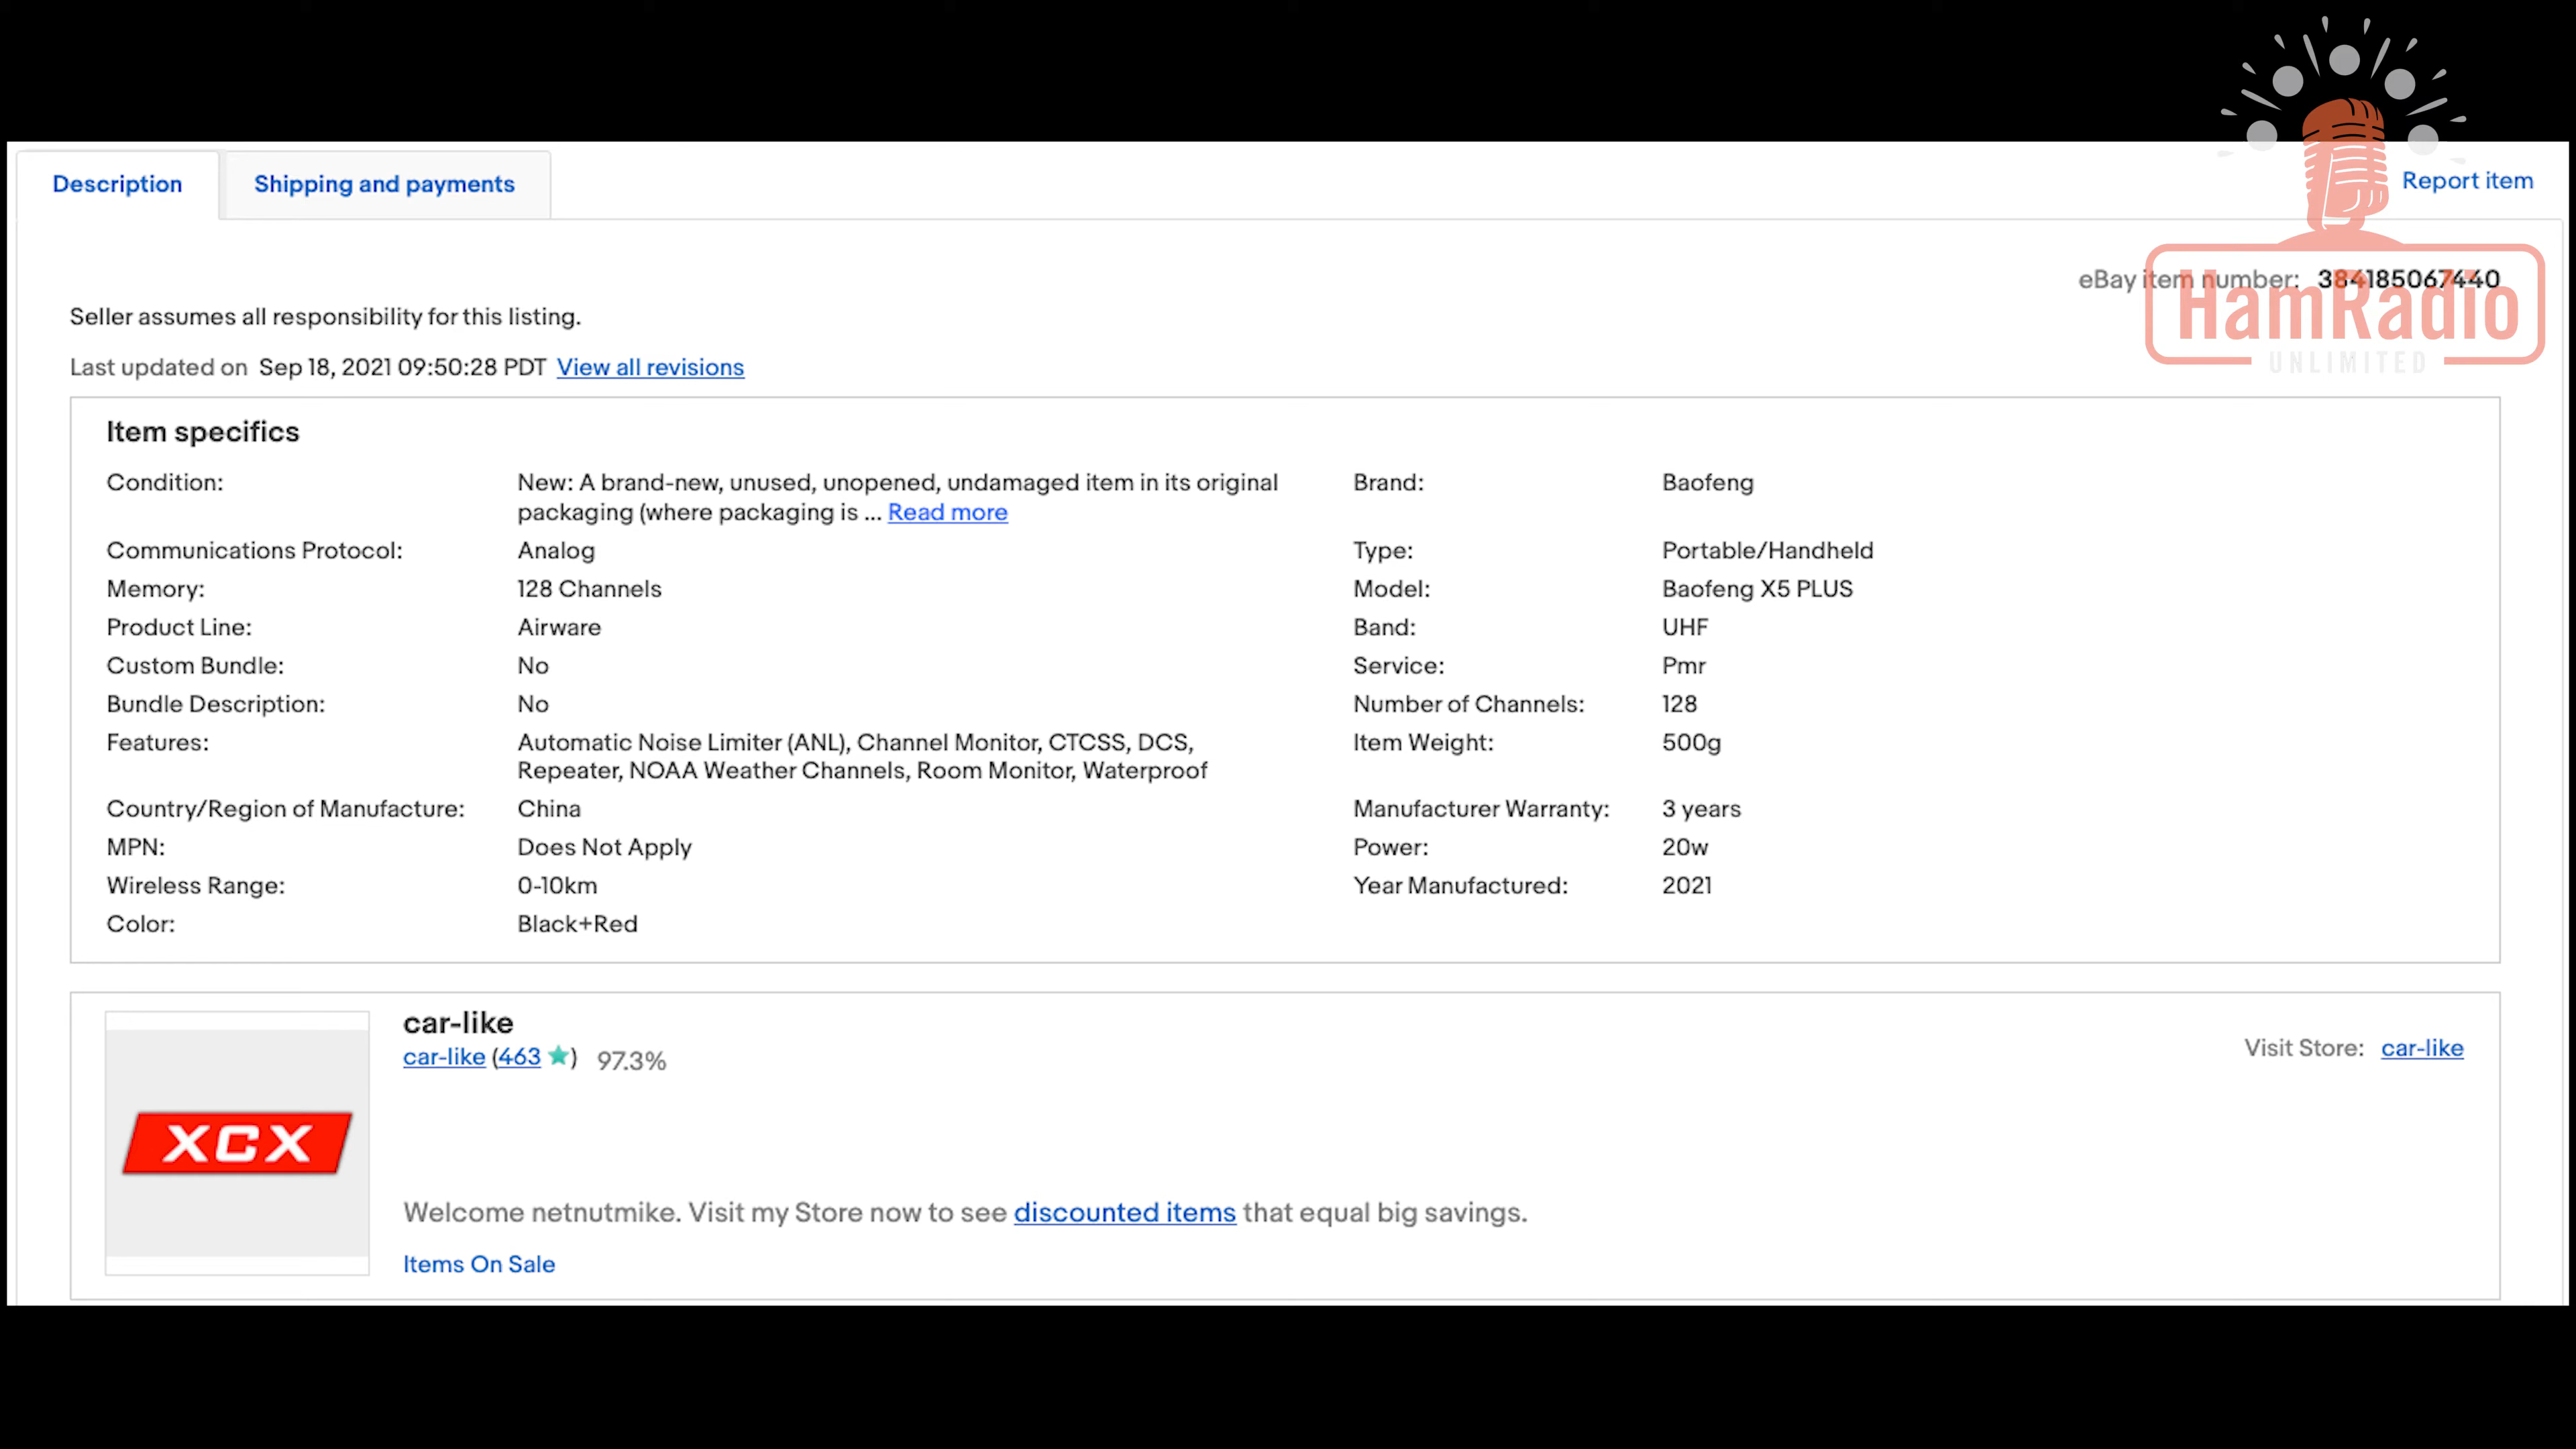 Description
Shipping and payments
Report item
eBay item number: 384185067440
HamRadio
UNLIMITED
Seller assumes all responsibility for this listing.
Last updated on Sep 18, 2021 09:50:28 PDT View all revisions
Item specifics
Condition: New: A brand-new, unused, unopened, undamaged item in its original
packaging (where packaging is ... Read more
Brand: Baofeng
Communications Protocol: Analog
Type: Portable/Handheld
Memory: 128 Channels
Model: Baofeng X5 PLUS
Product Line: Airware
Band: UHF
Custom Bundle: No
Service: Pmr
Bundle Description: No
Number of Channels: 128
Features: Automatic Noise Limiter (ANL), Channel Monitor, CTCSS, DCS,
Repeater, NOAA Weather Channels, Room Monitor, Waterproof
Item Weight: 500g
Country/Region of Manufacture: China
Manufacturer Warranty: 3 years
MPN: Does Not Apply
Power: 20w
Wireless Range: 0-10km
Year Manufactured: 2021
Color: Black+Red
car-like
car-like (463 ★) 97.3%
Visit Store: car-like
XCX
Welcome netnutmike. Visit my Store now to see discounted items that equal big savings.
Items On Sale